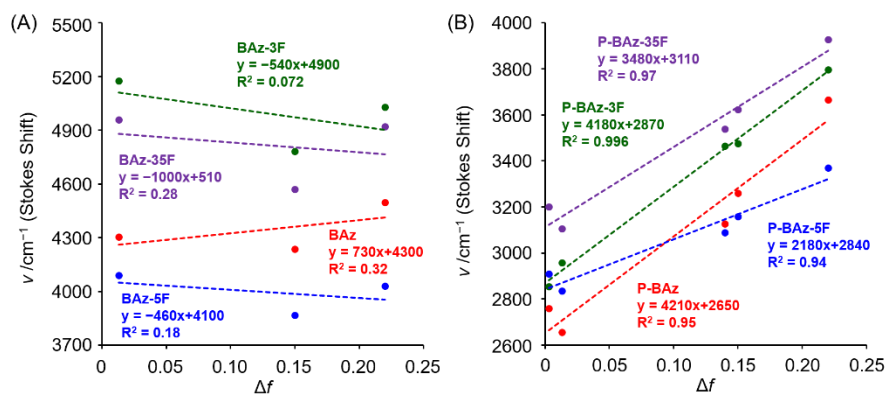 (A)
5500
5200
4900
4600
4300
4000
3700
ν/cm⁻¹ (Stokes Shift)
BAz-3F
y = −540x+4900
R² = 0.072
BAz-35F
y = −1000x+510
R² = 0.28
BAz
y = 730x+4300
R² = 0.32
BAz-5F
y = −460x+4100
R² = 0.18
0.00 0.05 0.10 0.15 0.20 0.25
Δf
(B)
4000
3800
3600
3400
3200
3000
2800
2600
ν/cm⁻¹ (Stokes Shift)
P-BAz-35F
y = 3480x+3110
R² = 0.97
P-BAz-3F
y = 4180x+2870
R² = 0.996
P-BAz-5F
y = 2180x+2840
R² = 0.94
P-BAz
y = 4210x+2650
R² = 0.95
0.00 0.05 0.10 0.15 0.20 0.25
Δf